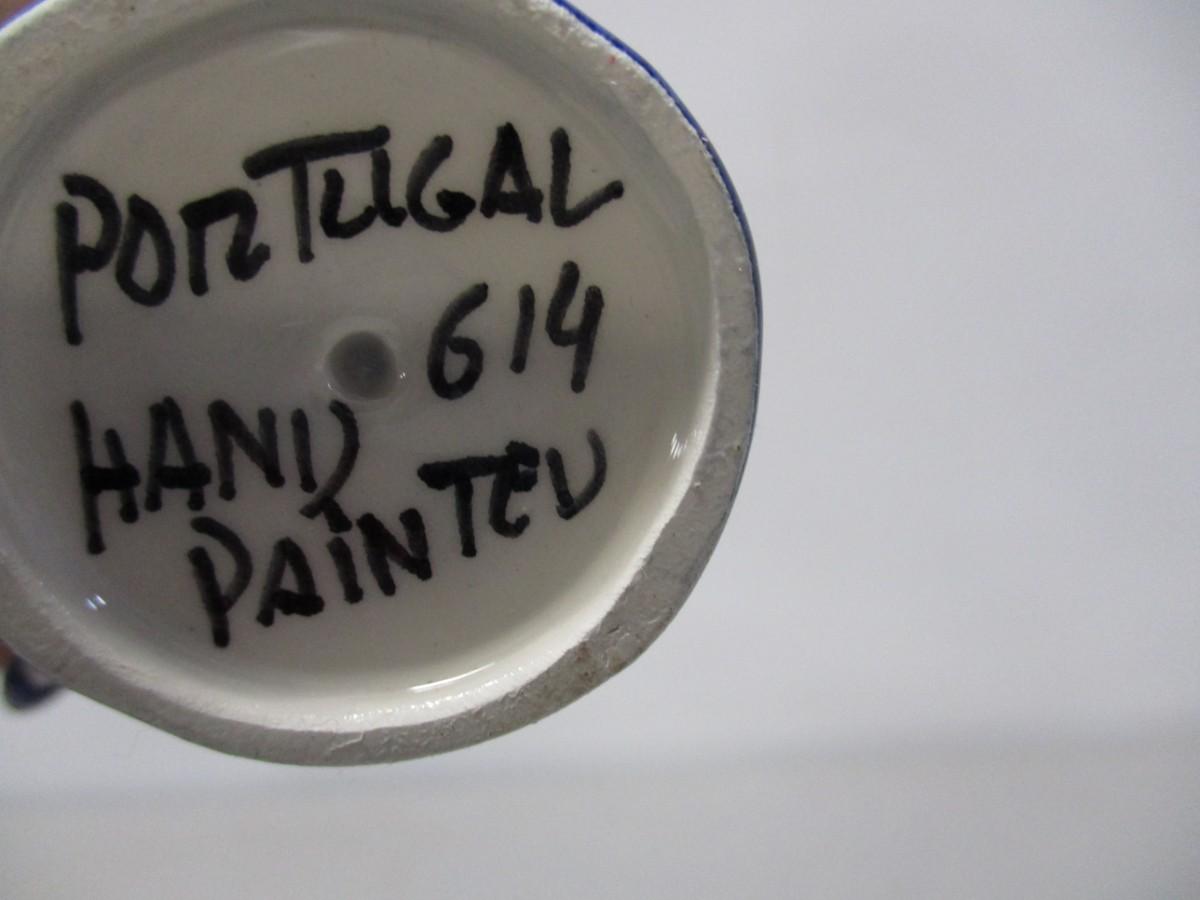 PORTUGAL
614
HAND
PAINTED